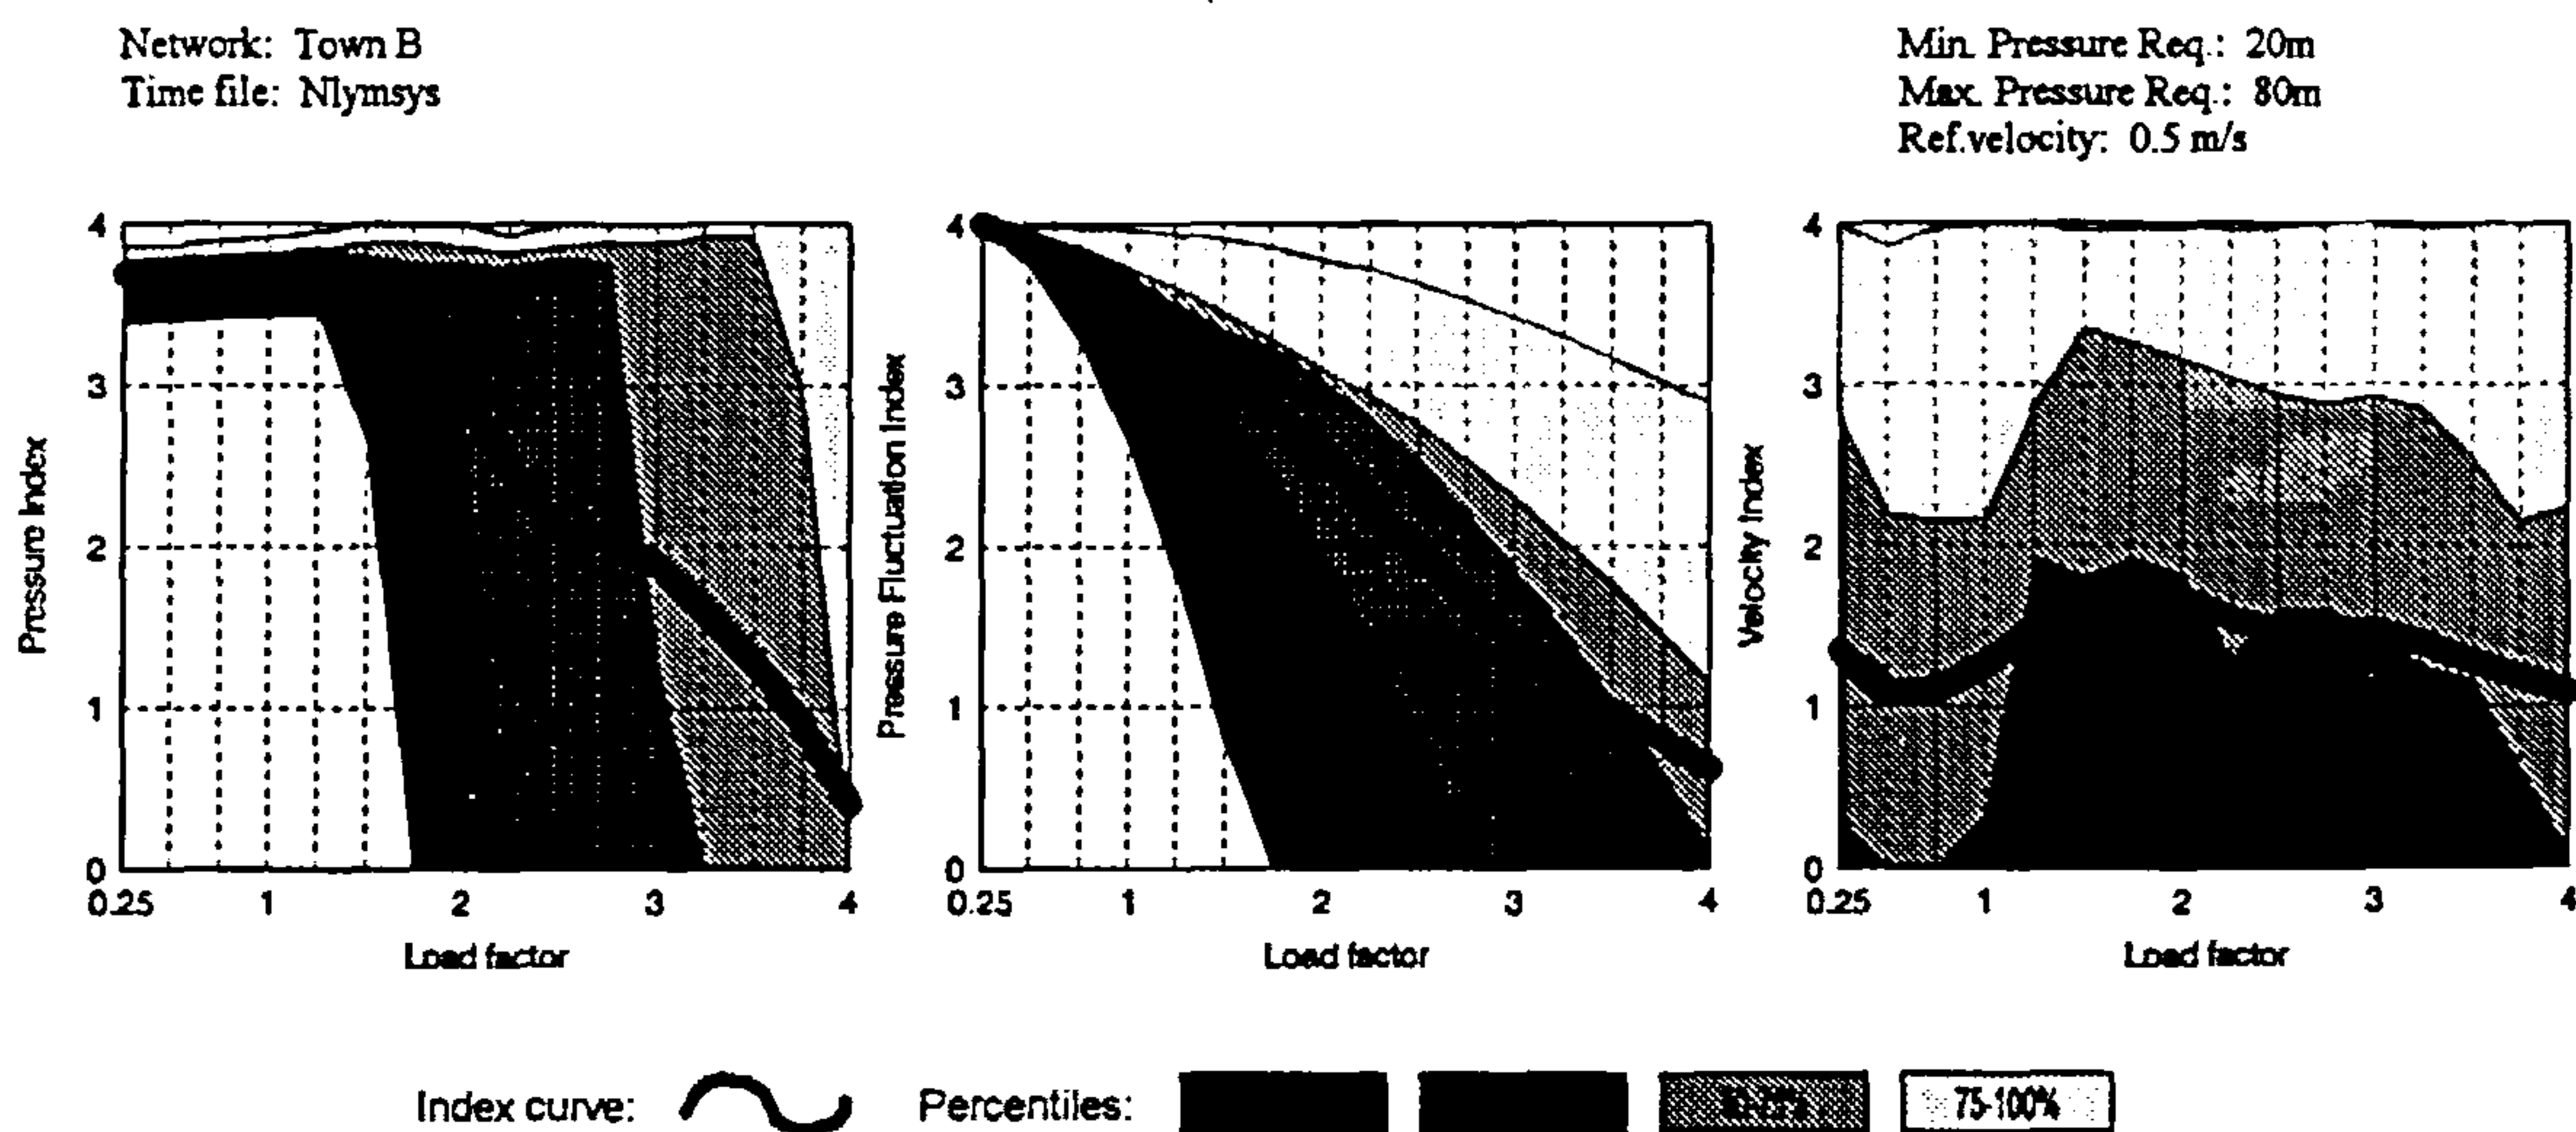 Network: Town B
Time file: Nlymsys
Min. Pressure Req.: 20m
Max. Pressure Req.: 80m
Ref.velocity: 0.5 m/s
Pressure Index
4
3
2
1
0
0.25 1 2 3 4
Load factor
Pressure Fluctuation Index
4
3
2
1
0
0.25 1 2 3 4
Load factor
Velocity Index
4
3
2
1
0
0.25 1 2 3 4
Load factor
Index curve: Percentiles: 75-100%